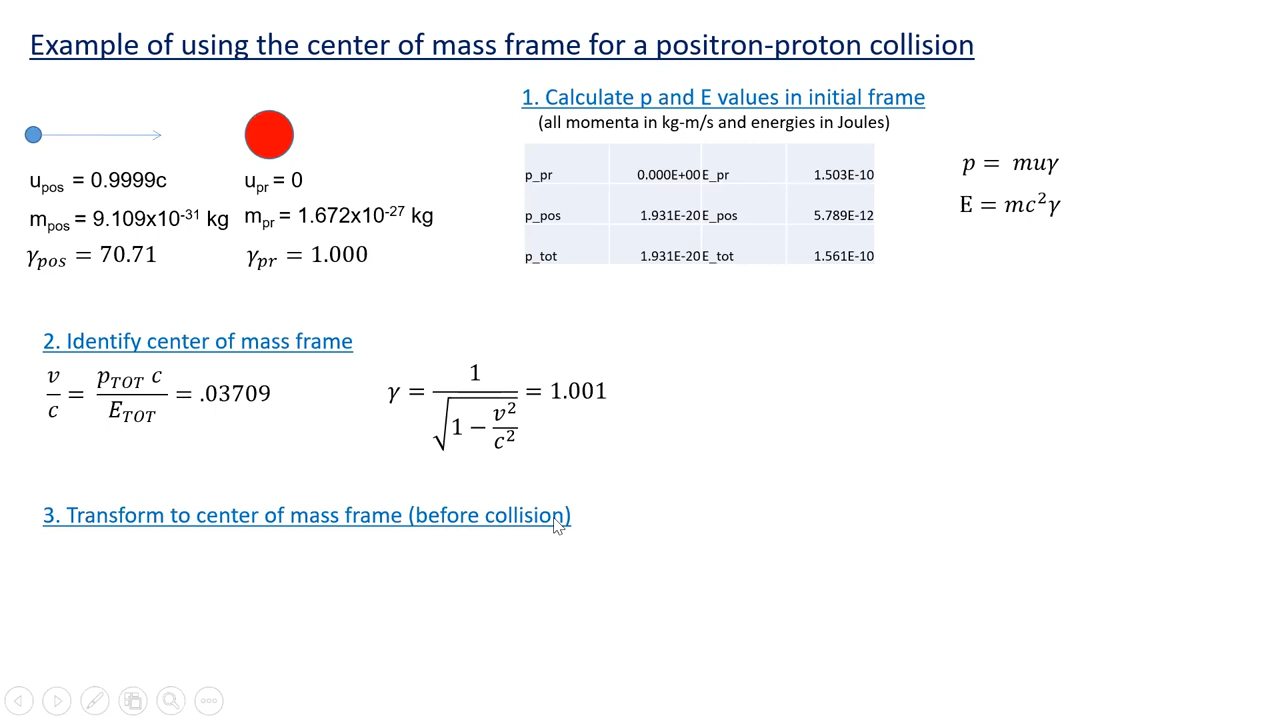 Example of using the center of mass frame for a positron-proton collision
1. Calculate p and E values in initial frame
(all momenta in kg-m/s and energies in Joules)
u_pos = 0.9999c
u_pr = 0
m_pos = 9.109x10^-31 kg
m_pr = 1.672x10^-27 kg
γ_pos = 70.71
γ_pr = 1.000
p_pr 0.000E+00 E_pr 1.503E-10
p_pos 1.931E-20 E_pos 5.789E-12
p_tot 1.931E-20 E_tot 1.561E-10
p = muγ
E = mc²γ
2. Identify center of mass frame
v/c = p_TOT c / E_TOT = .03709
γ = 1 / √(1 − v²/c²) = 1.001
3. Transform to center of mass frame (before collision)